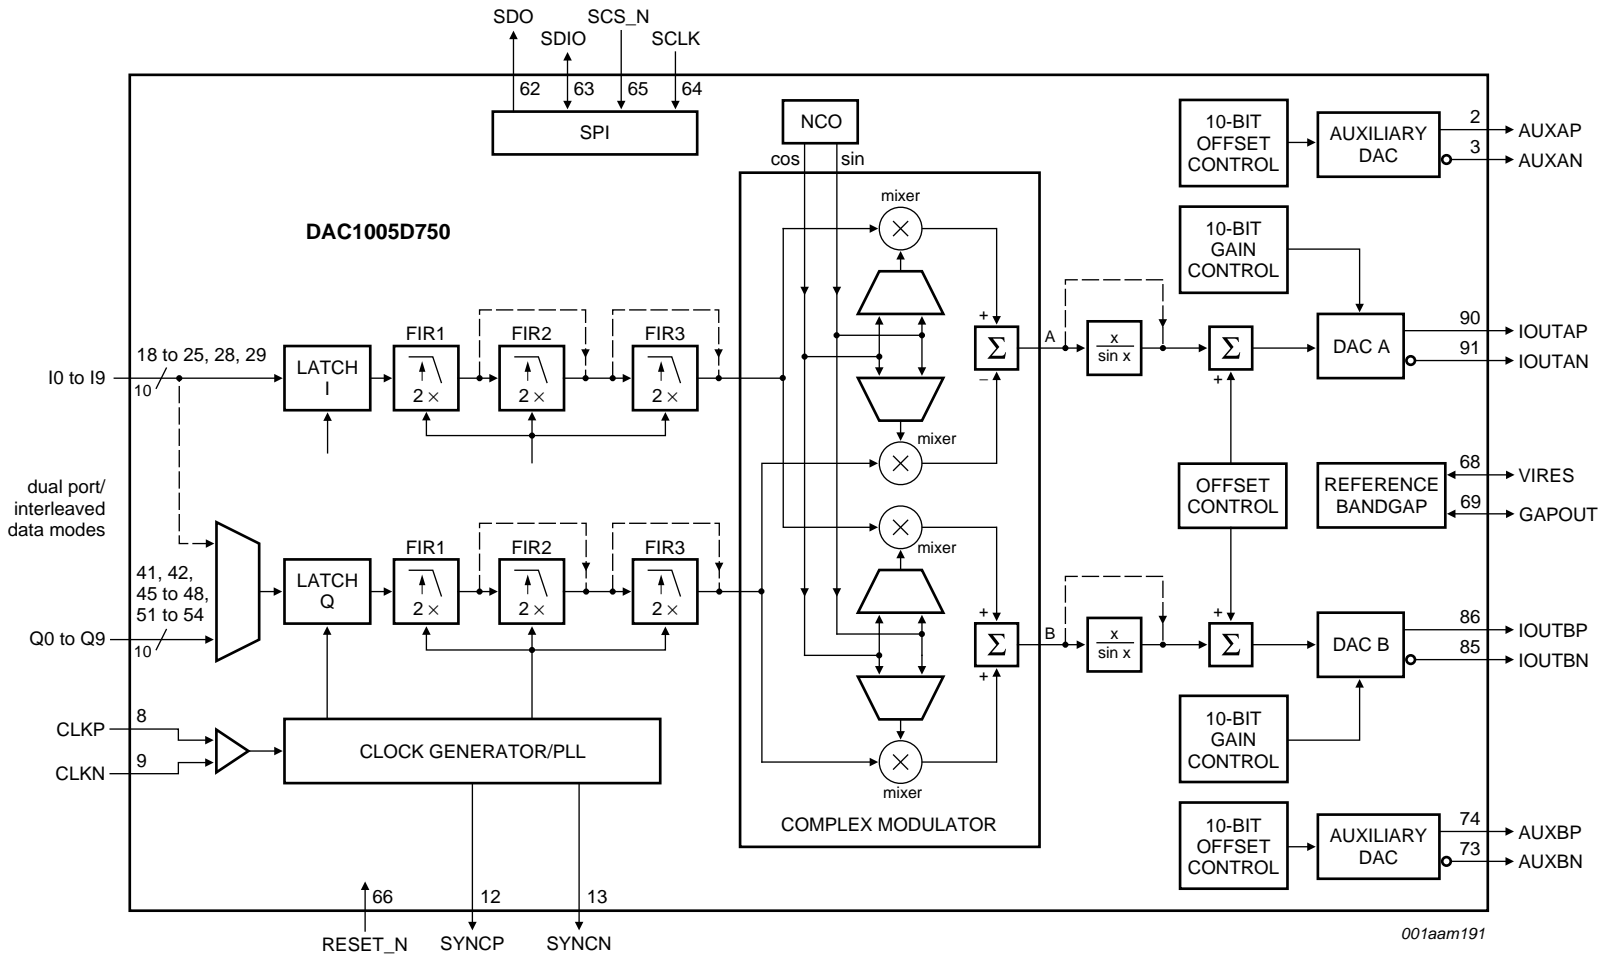 SDO
SDIO
SCS_N
SCLK
62
63
65
64
SPI
NCO
cos
sin
DAC1005D750
mixer
10-BIT
OFFSET
CONTROL
AUXILIARY
DAC
2
AUXAP
3
AUXAN
10-BIT
GAIN
CONTROL
I0 to I9
18 to 25, 28, 29
10
LATCH
I
FIR1
2 ×
FIR2
2 ×
FIR3
2 ×
+
Σ
−
A
x
sin x
Σ
+
DAC A
90
IOUTAP
91
IOUTAN
mixer
dual port/
interleaved
data modes
OFFSET
CONTROL
REFERENCE
BANDGAP
68
VIRES
69
GAPOUT
mixer
41, 42,
45 to 48,
51 to 54
Q0 to Q9
10
LATCH
Q
FIR1
2 ×
FIR2
2 ×
FIR3
2 ×
+
Σ
+
B
x
sin x
+
Σ
DAC B
86
IOUTBP
85
IOUTBN
CLKP
8
CLKN
9
CLOCK GENERATOR/PLL
mixer
COMPLEX MODULATOR
10-BIT
GAIN
CONTROL
10-BIT
OFFSET
CONTROL
AUXILIARY
DAC
74
AUXBP
73
AUXBN
66
RESET_N
12
SYNCP
13
SYNCN
001aam191